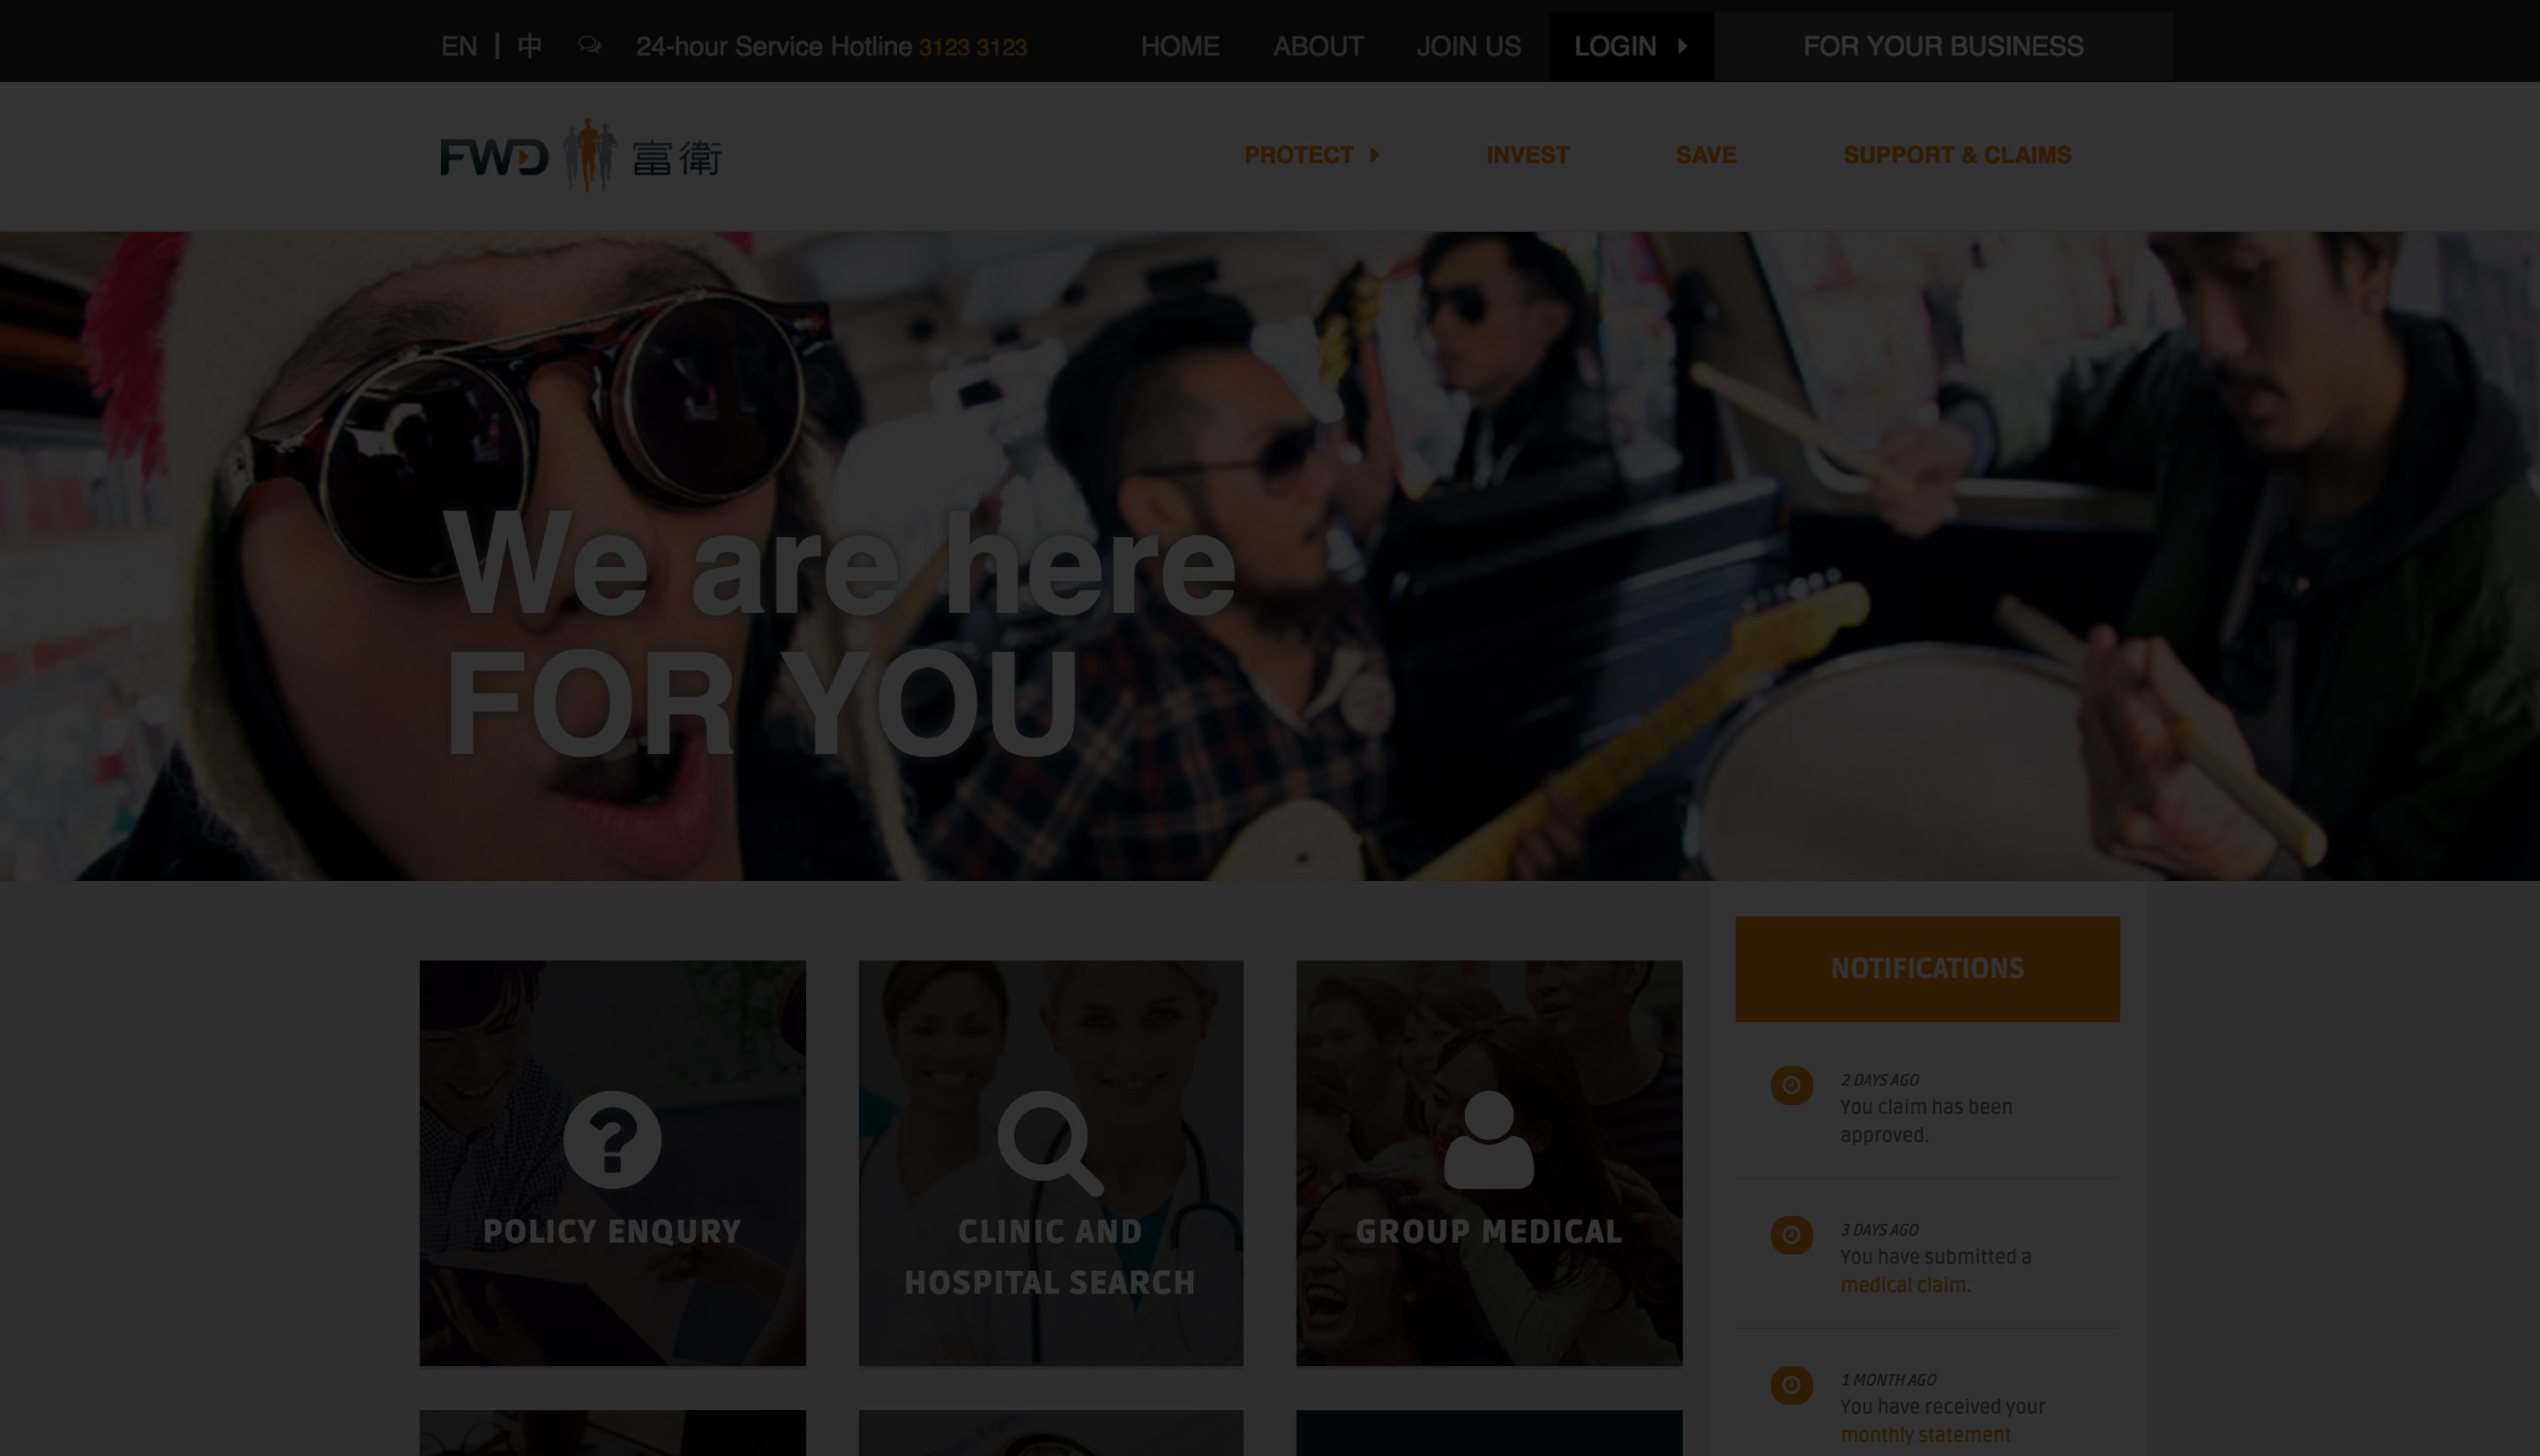 EN | 中 24-hour Service Hotline 3123 3123 HOME ABOUT JOIN US LOGIN FOR YOUR BUSINESS
FWD 富衛 PROTECT INVEST SAVE SUPPORT & CLAIMS
We are here
FOR YOU
POLICY ENQURY
CLINIC AND
HOSPITAL SEARCH
GROUP MEDICAL
NOTIFICATIONS
2 DAYS AGO
You claim has been
approved.
3 DAYS AGO
You have submitted a
medical claim.
1 MONTH AGO
You have received your
monthly statement